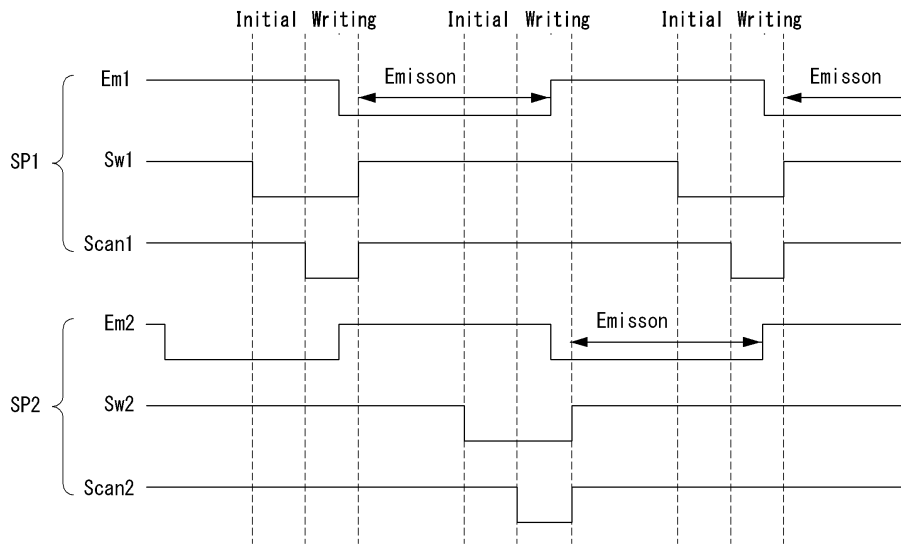 Initial Writing Initial Writing Initial Writing
Em1 Emisson Emisson
SP1 Sw1
Scan1
Em2 Emisson
SP2 Sw2
Scan2